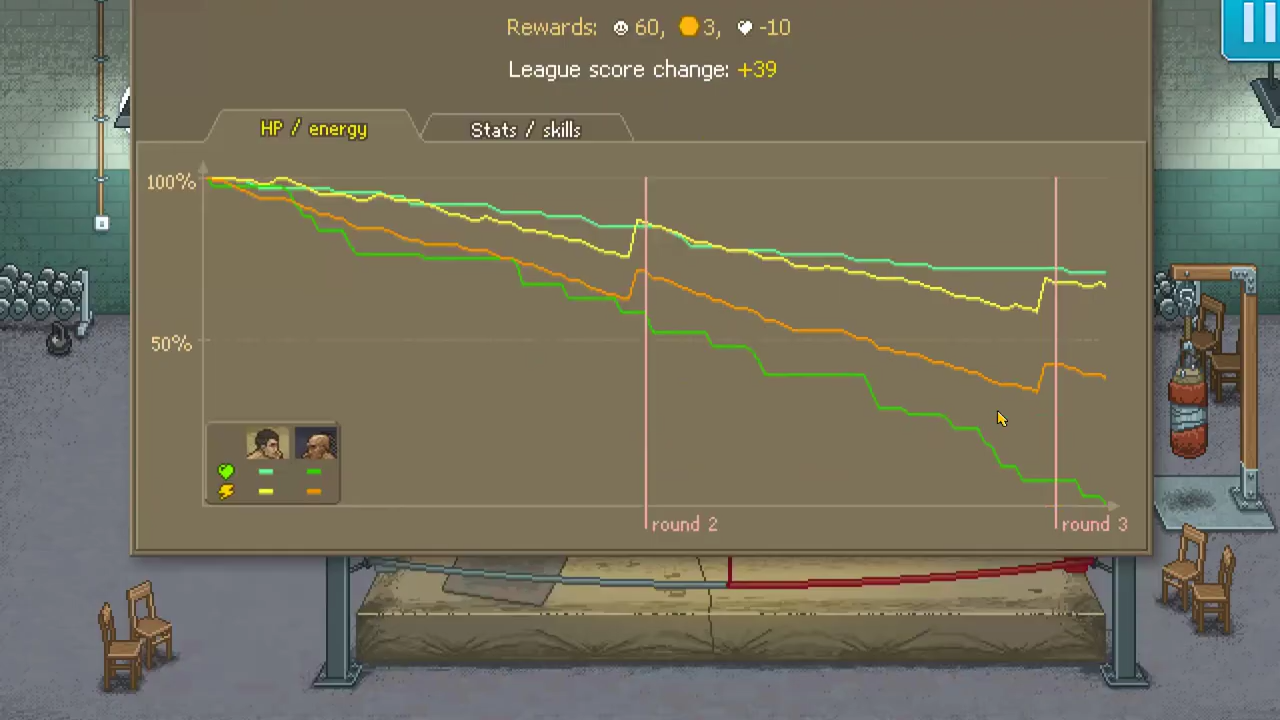 Rewards: 60, 3, -10
League score change: +39
HP / energy
Stats / skills
100%
50%
round 2
round 3